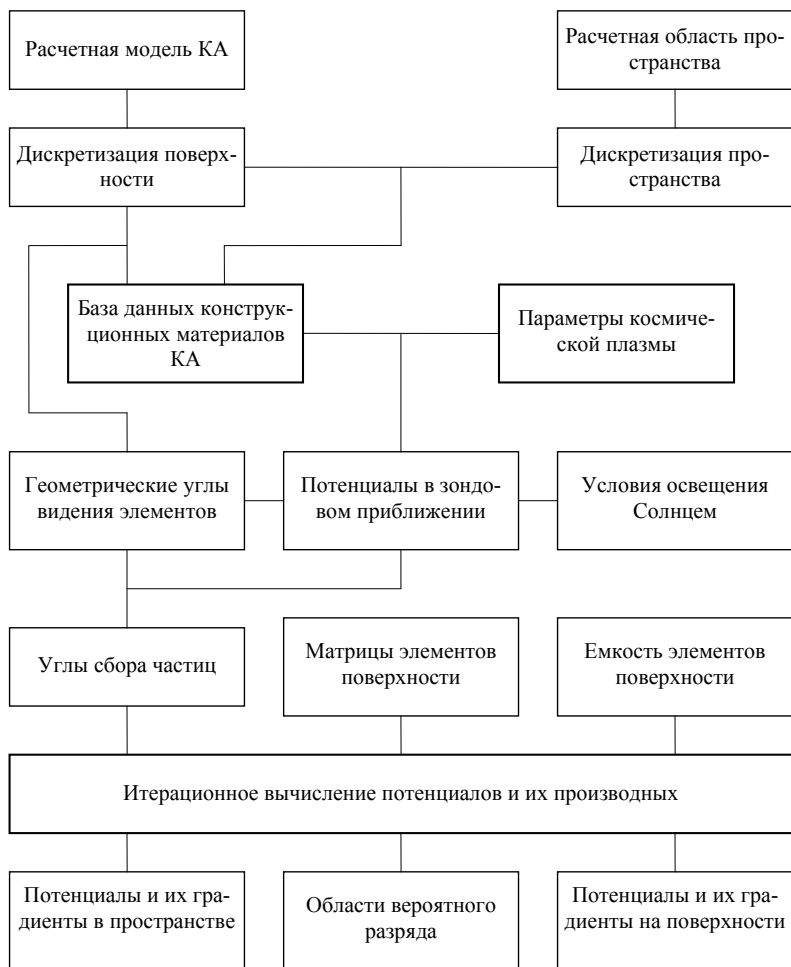 Расчетная модель КА
Расчетная область про-
странства
Дискретизация поверх-
ности
Дискретизация про-
странства
База данных конструк-
ционных материалов
КА
Параметры космиче-
ской плазмы
Геометрические углы
видения элементов
Потенциалы в зондо-
вом приближении
Условия освещения
Солнцем
Углы сбора частиц
Матрицы элементов
поверхности
Емкость элементов
поверхности
Итерационное вычисление потенциалов и их производных
Потенциалы и их гра-
диенты в пространстве
Области вероятного
разряда
Потенциалы и их гра-
диенты на поверхности